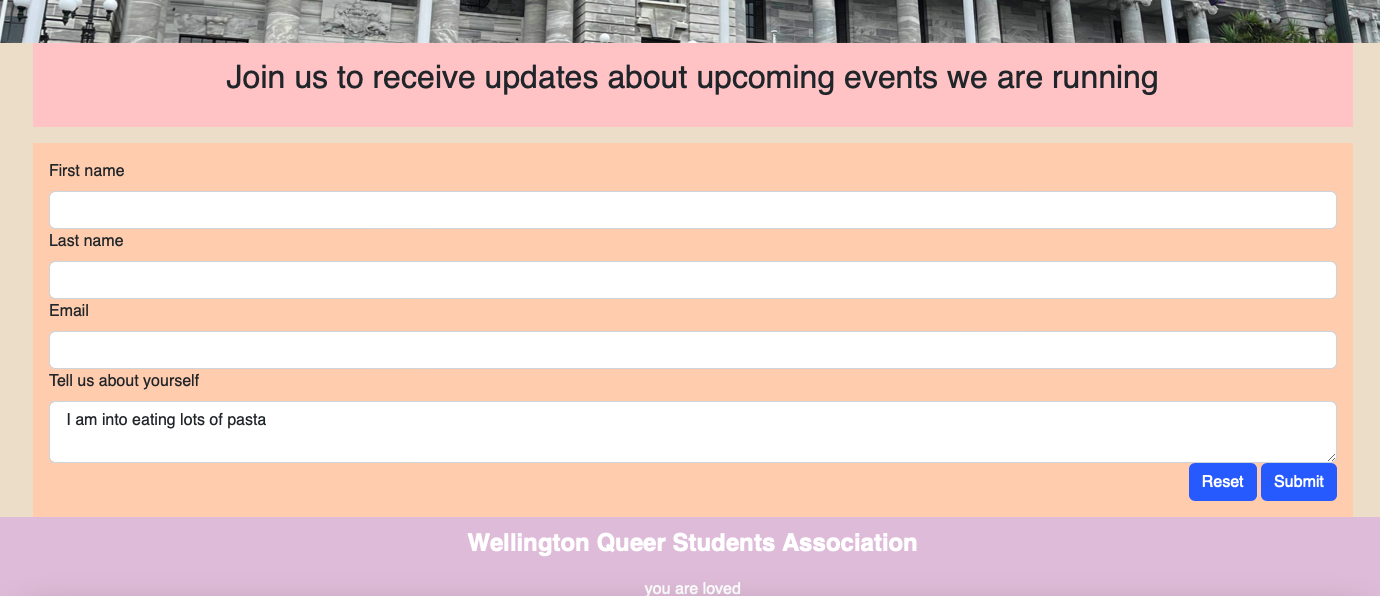 Join us to receive updates about upcoming events we are running
First name
Last name
Email
Tell us about yourself
I am into eating lots of pasta
Reset Submit
Wellington Queer Students Association
you are loved